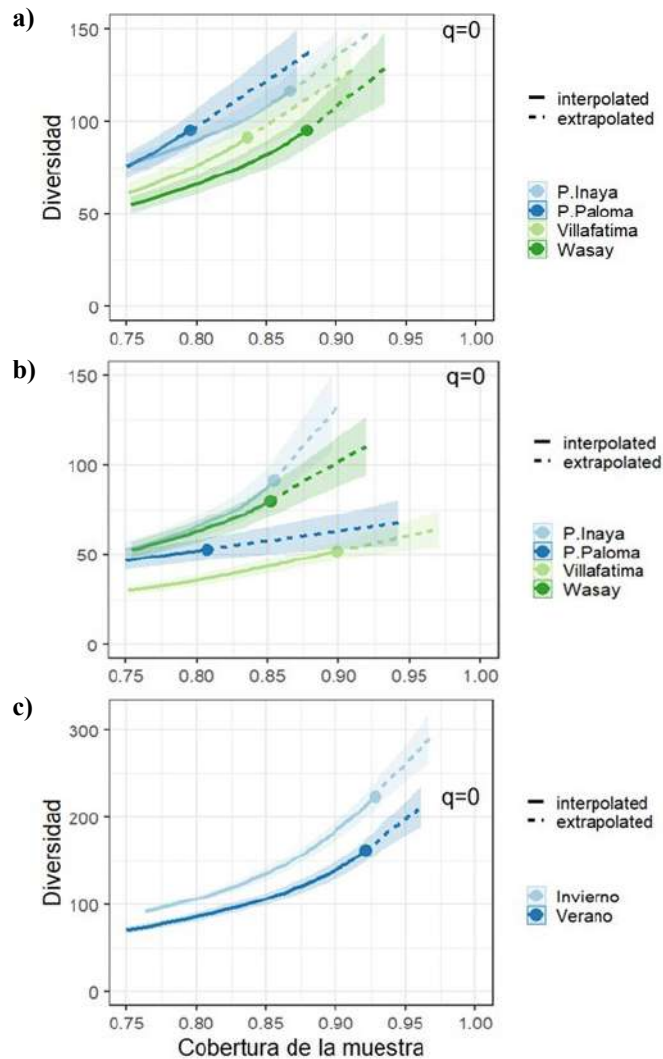 a)
q=0
150
100
50
0
Diversidad
0.75 0.80 0.85 0.90 0.95 1.00
interpolated
extrapolated
P.Inaya
P.Paloma
Villafatima
Wasay
b)
q=0
150
100
50
0
0.75 0.80 0.85 0.90 0.95 1.00
interpolated
extrapolated
P.Inaya
P.Paloma
Villafatima
Wasay
c)
q=0
300
200
100
0
Diversidad
0.75 0.80 0.85 0.90 0.95 1.00
Cobertura de la muestra
interpolated
extrapolated
Invierno
Verano